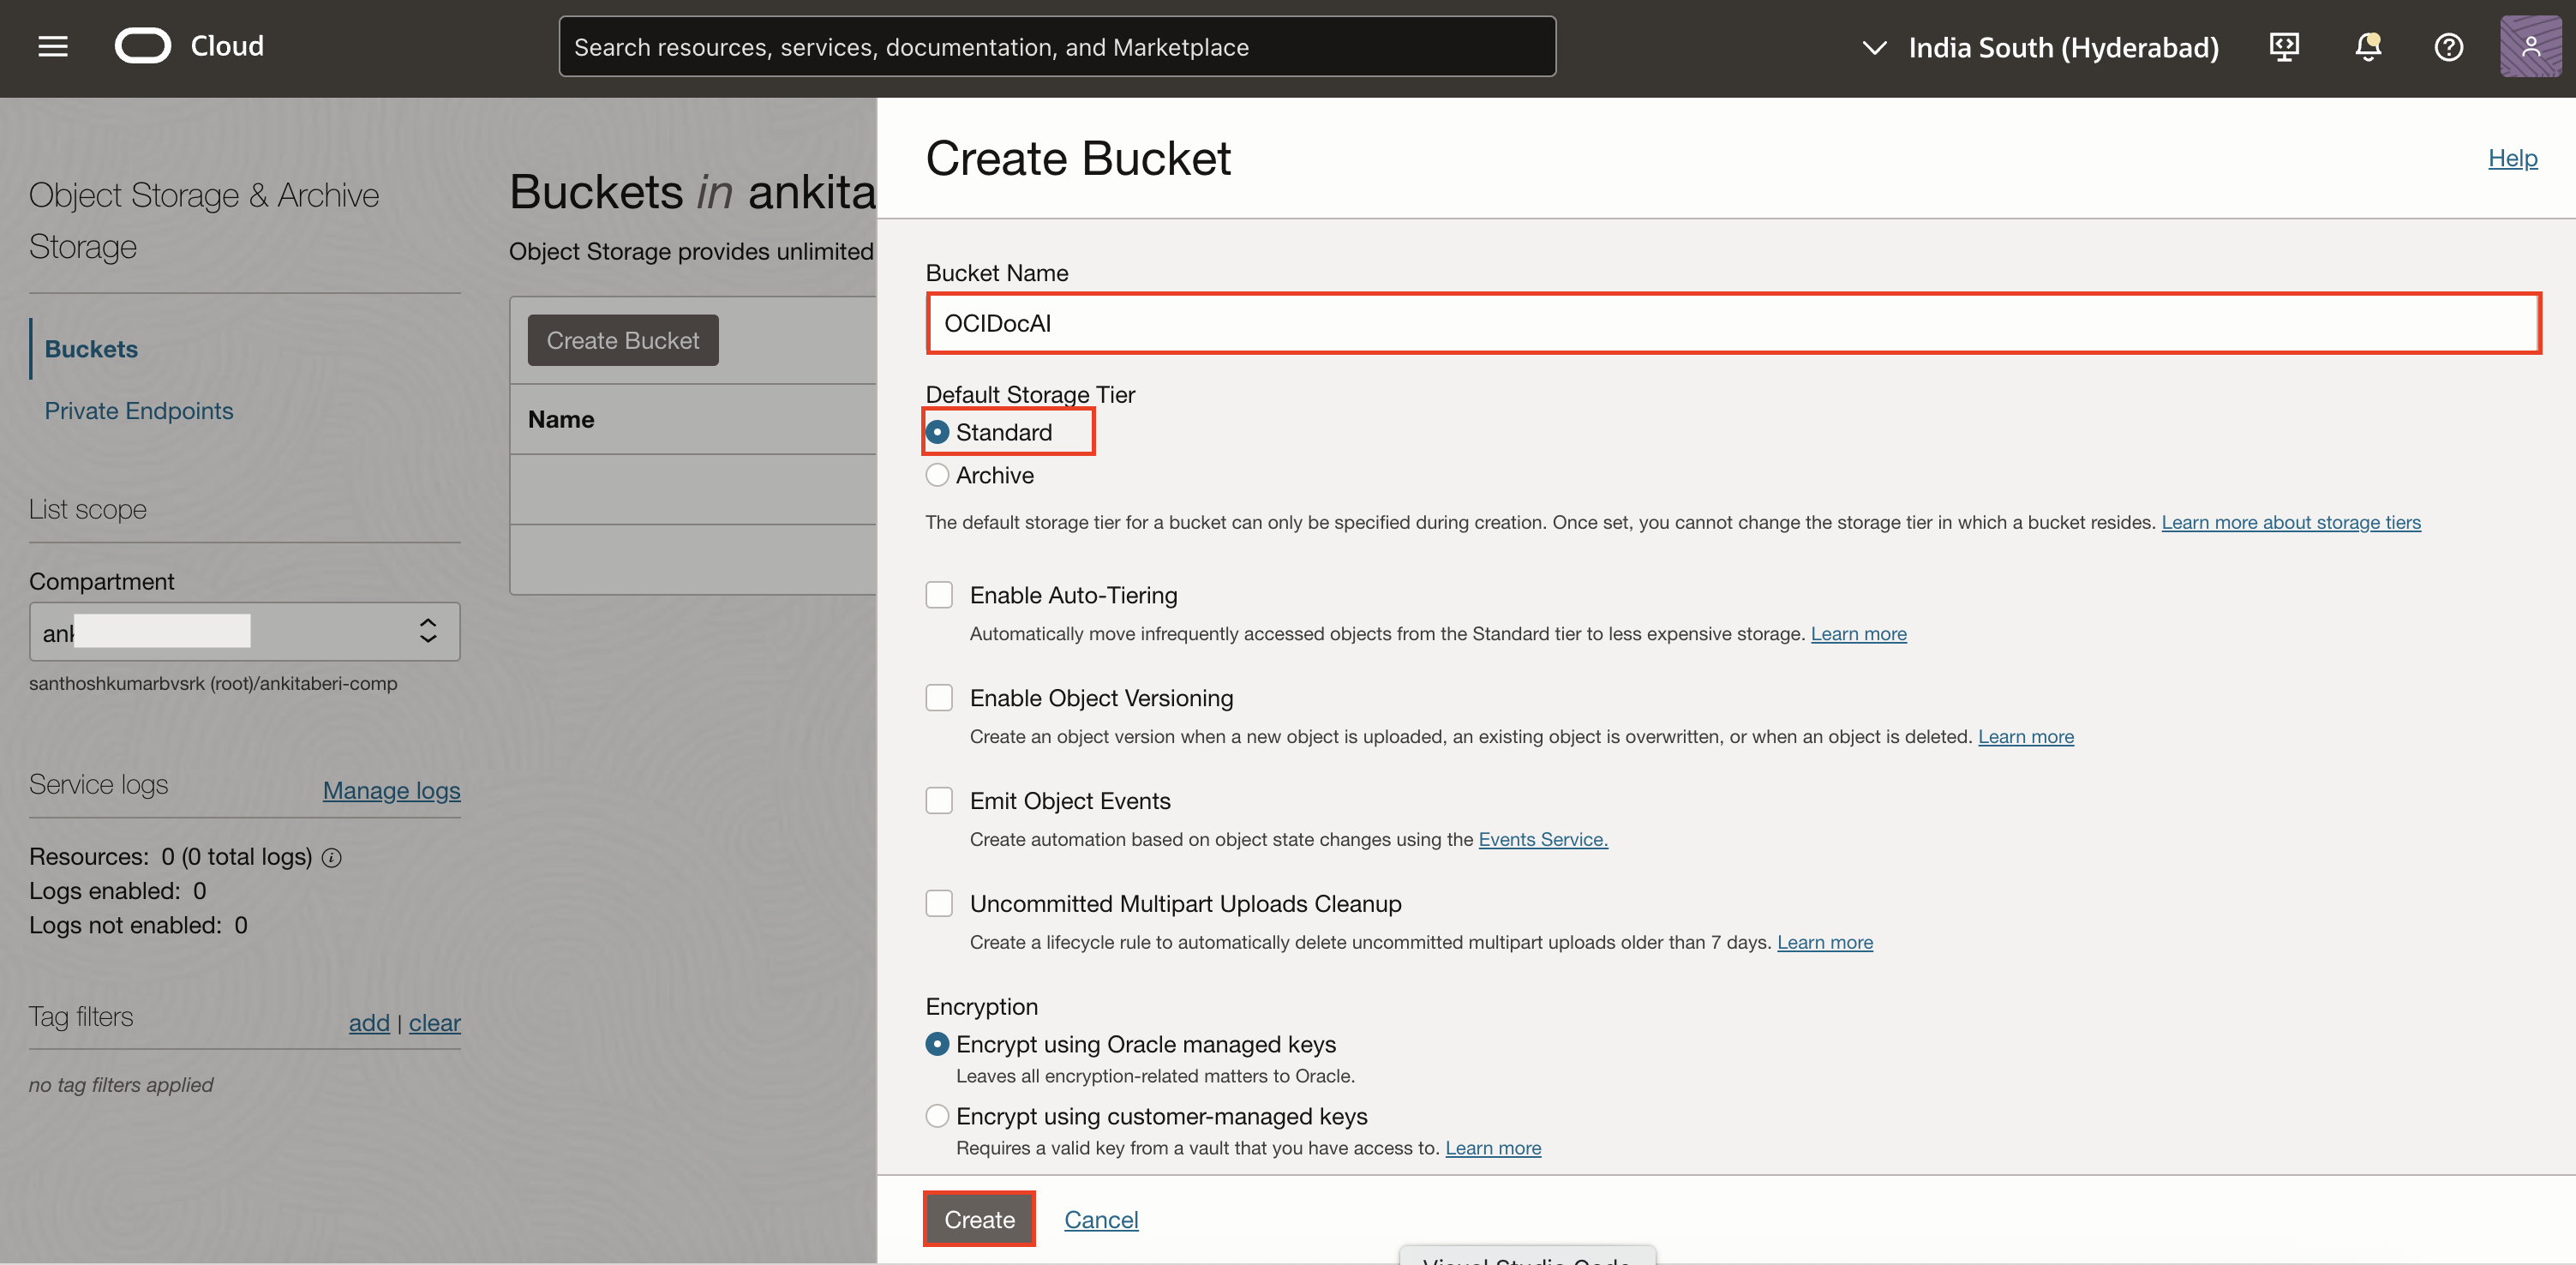 Cloud
Search resources, services, documentation, and Marketplace
India South (Hyderabad)
Object Storage & Archive
Storage
Buckets
Private Endpoints
List scope
Compartment
ank
santhoshkumarbvsrk (root)/ankitaberi-comp
Service logs
Manage logs
Resources: 0 (0 total logs)
Logs enabled: 0
Logs not enabled: 0
Tag filters
add | clear
no tag filters applied
Buckets in ankita
Object Storage provides unlimited
Create Bucket
Name
Create Bucket
Help
Bucket Name
OCIDocAI
Default Storage Tier
Standard
Archive
The default storage tier for a bucket can only be specified during creation. Once set, you cannot change the storage tier in which a bucket resides. Learn more about storage tiers
Enable Auto-Tiering
Automatically move infrequently accessed objects from the Standard tier to less expensive storage. Learn more
Enable Object Versioning
Create an object version when a new object is uploaded, an existing object is overwritten, or when an object is deleted. Learn more
Emit Object Events
Create automation based on object state changes using the Events Service.
Uncommitted Multipart Uploads Cleanup
Create a lifecycle rule to automatically delete uncommitted multipart uploads older than 7 days. Learn more
Encryption
Encrypt using Oracle managed keys
Leaves all encryption-related matters to Oracle.
Encrypt using customer-managed keys
Requires a valid key from a vault that you have access to. Learn more
Create
Cancel
Visual Studio Code